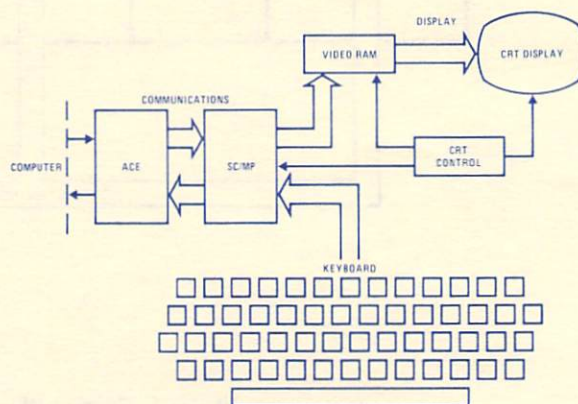 DISPLAY
VIDEO RAM
CRT DISPLAY
COMMUNICATIONS
COMPUTER
ACE
SC/MP
CRT
CONTROL
KEYBOARD